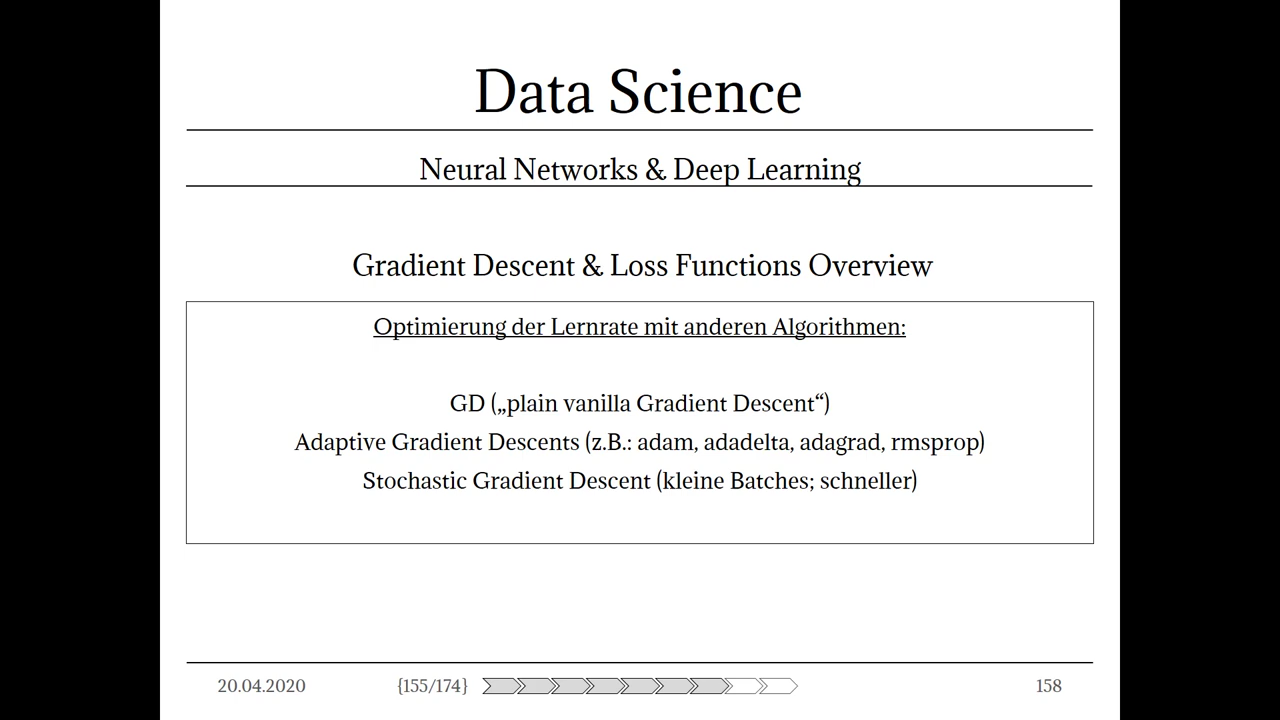 Data Science
Neural Networks & Deep Learning
Gradient Descent & Loss Functions Overview
Optimierung der Lernrate mit anderen Algorithmen:
GD („plain vanilla Gradient Descent“)
Adaptive Gradient Descents (z.B.: adam, adadelta, adagrad, rmsprop)
Stochastic Gradient Descent (kleine Batches; schneller)
20.04.2020 {155/174} 158